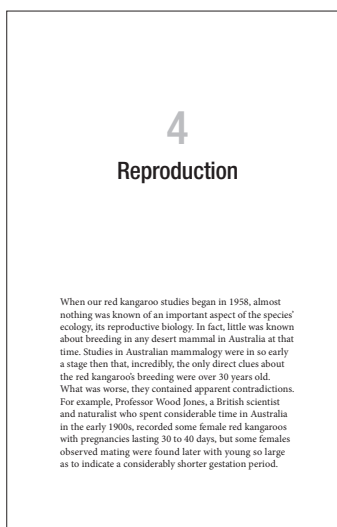 4
Reproduction
When our red kangaroo studies began in 1958, almost
nothing was known of an important aspect of the species’
ecology, its reproductive biology. In fact, little was known
about breeding in any desert mammal in Australia at that
time. Studies in Australian mammalogy were in so early
a stage then that, incredibly, the only direct clues about
the red kangaroo’s breeding were over 30 years old.
What was worse, they contained apparent contradictions.
For example, Professor Wood Jones, a British scientist
and naturalist who spent considerable time in Australia
in the early 1900s, recorded some female red kangaroos
with pregnancies lasting 30 to 40 days, but some females
observed mating were found later with young so large
as to indicate a considerably shorter gestation period.